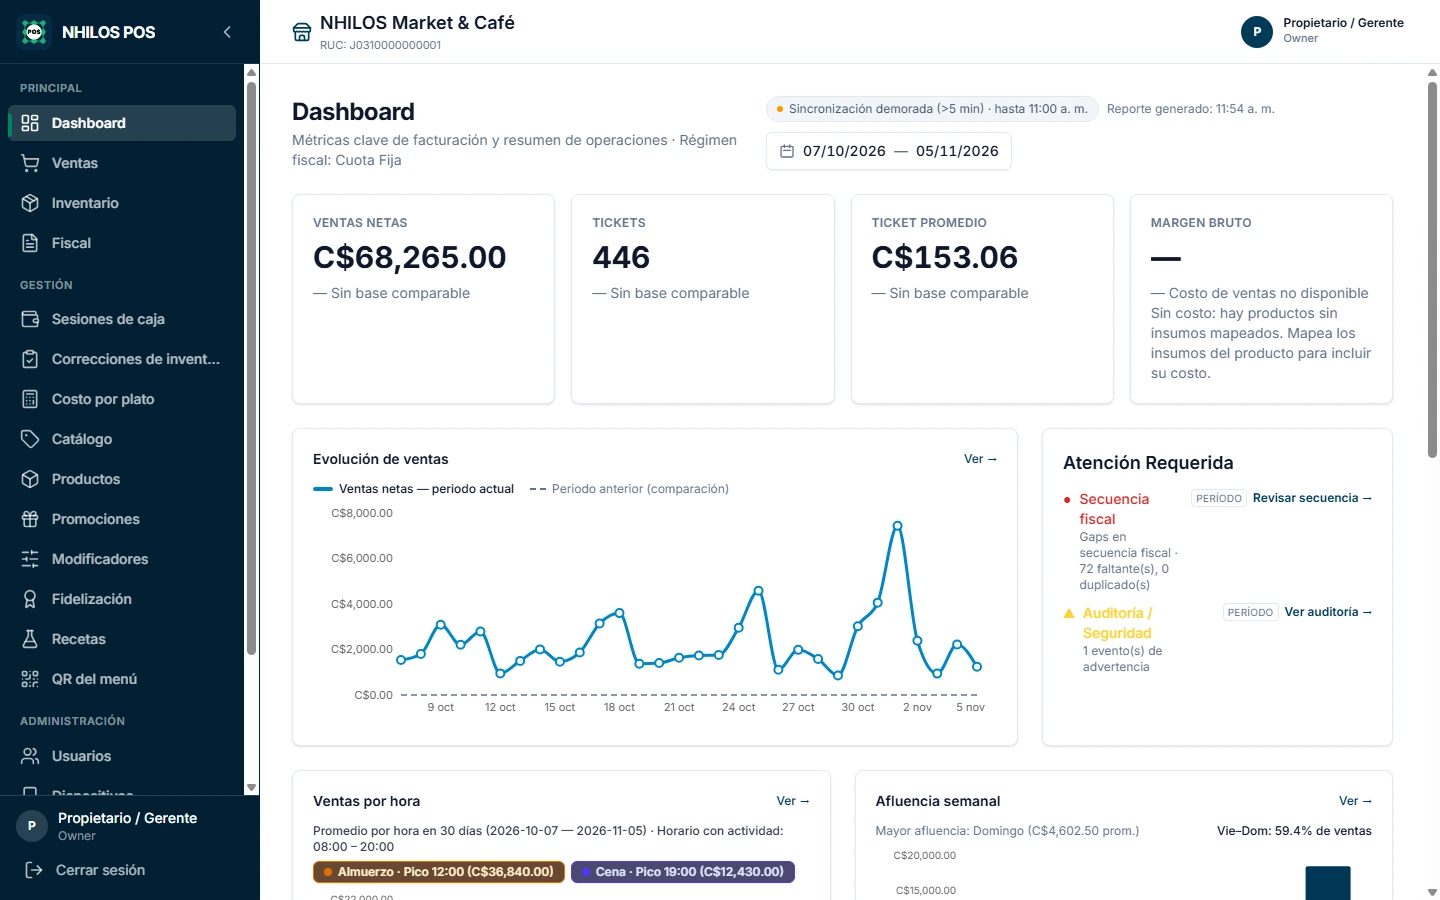 POS
NHILOS POS
PRINCIPAL
Dashboard
Ventas
Inventario
Fiscal
GESTIÓN
Sesiones de caja
Correcciones de invent...
Costo por plato
Catálogo
Productos
Promociones
Modificadores
Fidelización
Recetas
QR del menú
ADMINISTRACIÓN
Usuarios
Dispositivos
P
Propietario / Gerente
Owner
Cerrar sesión
NHILOS Market & Café
RUC: J0310000000001
P
Propietario / Gerente
Owner
Dashboard
Métricas clave de facturación y resumen de operaciones · Régimen
fiscal: Cuota Fija
Sincronización demorada (>5 min) · hasta 11:00 a. m.
Reporte generado: 11:54 a. m.
07/10/2026 — 05/11/2026
VENTAS NETAS
C$68,265.00
— Sin base comparable
TICKETS
446
— Sin base comparable
TICKET PROMEDIO
C$153.06
— Sin base comparable
MARGEN BRUTO
—
— Costo de ventas no disponible
Sin costo: hay productos sin
insumos mapeados. Mapea los
insumos del producto para incluir
su costo.
Evolución de ventas
Ver →
Ventas netas — periodo actual
Periodo anterior (comparación)
C$8,000.00
C$6,000.00
C$4,000.00
C$2,000.00
C$0.00
9 oct 12 oct 15 oct 18 oct 21 oct 24 oct 27 oct 30 oct 2 nov 5 nov
Atención Requerida
Secuencia
fiscal
PERÍODO
Revisar secuencia →
Gaps en
secuencia fiscal ·
72 faltante(s), 0
duplicado(s)
Auditoría /
Seguridad
PERÍODO
Ver auditoría →
1 evento(s) de
advertencia
Ventas por hora
Ver →
Promedio por hora en 30 días (2026-10-07 — 2026-11-05) · Horario con actividad:
08:00 – 20:00
Almuerzo · Pico 12:00 (C$36,840.00)
Cena · Pico 19:00 (C$12,430.00)
C$22,000.00
Afluencia semanal
Ver →
Mayor afluencia: Domingo (C$4,602.50 prom.)
Vie–Dom: 59.4% de ventas
C$20,000.00
C$15,000.00